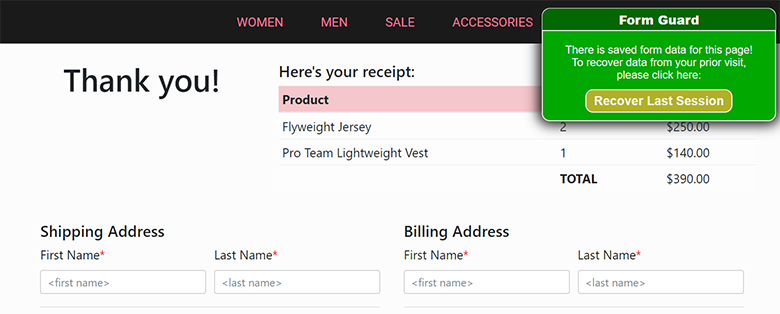 WOMEN MEN SALE ACCESSORIES
Form Guard
There is saved form data for this page!
To recover data from your prior visit,
please click here:
Recover Last Session
Thank you!
Here's your receipt:
Product
Flyweight Jersey 2 $250.00
Pro Team Lightweight Vest 1 $140.00
TOTAL $390.00
Shipping Address Billing Address
First Name* Last Name* First Name* Last Name*
<first name> <last name> <first name> <last name>